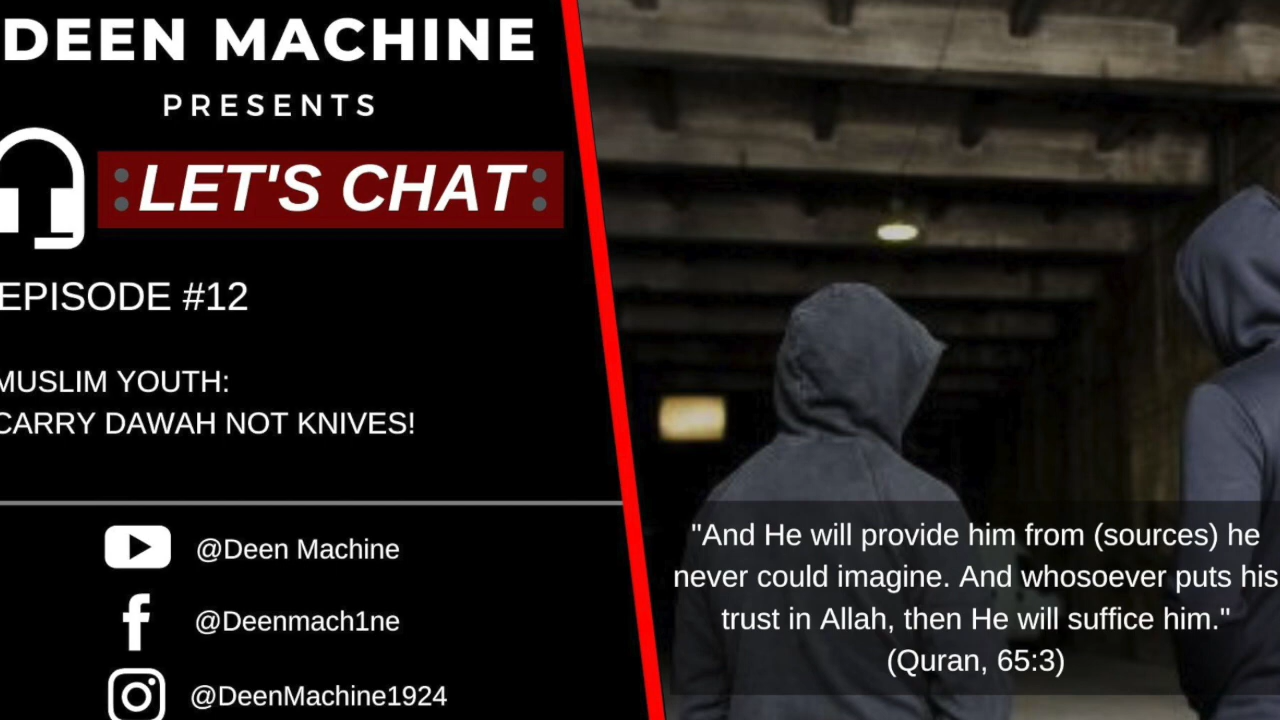 DEEN MACHINE
PRESENTS
LET'S CHAT
EPISODE #12
MUSLIM YOUTH:
CARRY DAWAH NOT KNIVES!
@Deen Machine
@Deenmach1ne
@DeenMachine1924
"And He will provide him from (sources) he
never could imagine. And whosoever puts his
trust in Allah, then He will suffice him."
(Quran, 65:3)